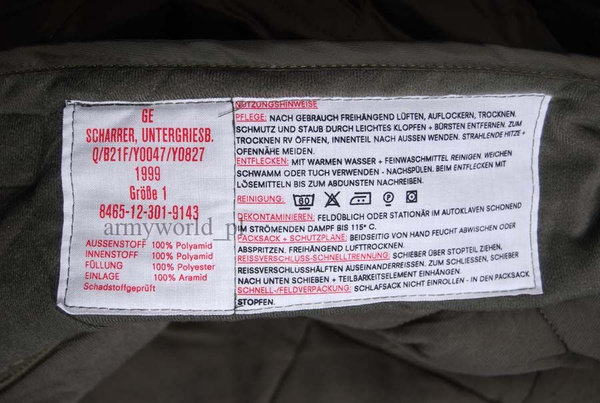 GE
SCHARRER, UNTERGRIESB.
Q/B21F/Y0047/Y0827
1999
Größe 1
8465-12-301-9143
AUSSENSTOFF 100% Polyamid
INNENSTOFF 100% Polyamid
FÜLLUNG 100% Polyester
EINLAGE 100% Aramid
Schadstoffgeprüft
NUTZUNGSHINWEISE
PFLEGE: NACH GEBRAUCH FREIHÄNGEND LÜFTEN, AUFLOCKERN, TROCKNEN.
SCHMUTZ UND STAUB DURCH LEICHTES KLOPFEN + BÜRSTEN ENTFERNEN. ZUM
TROCKNEN RV ÖFFNEN, INNENTEIL NACH AUSSEN WENDEN. STRAHLENDE HITZE +
OFENNÄHE MEIDEN.
ENTFLECKEN: MIT WARMEN WASSER + FEINWASCHMITTEL REINIGEN. WEICHEN
SCHWAMM ODER TUCH VERWENDEN - NACHSPÜLEN. BEIM ENTFLECKEN MIT
LÖSEMITTELN BIS ZUM ABDUNSTEN NACHREIBEN.
REINIGUNG: 60 P
DEKONTAMINIEREN: FELDÜBLICH ODER STATIONÄR IM AUTOKLAVEN SCHONEND
IM STRÖMENDEN DAMPF BIS 115° C.
PACKSACK + SCHUTZPLANE: BEIDSEITIG VON HAND FEUCHT ABWISCHEN ODER
ABSPRITZEN. FREIHÄNGEND LUFTTROCKNEN.
REISSVERSCHLUSS-SCHNELLTRENNUNG: SCHIEBER ÜBER STOPTEIL ZIEHEN,
REISSVERSCHLUSSHÄLFTEN AUSEINANDERREISSEN. ZUM SCHLIESSEN, SCHIEBER
NACH UNTEN SCHIEBEN + TEILBARKEITSELEMENT EINHÄNGEN.
SCHNELL-/FELDVERPACKUNG: SCHLAFSACK NICHT EINROLLEN - IN DEN PACKSACK
STOPFEN.
armyworld_pl